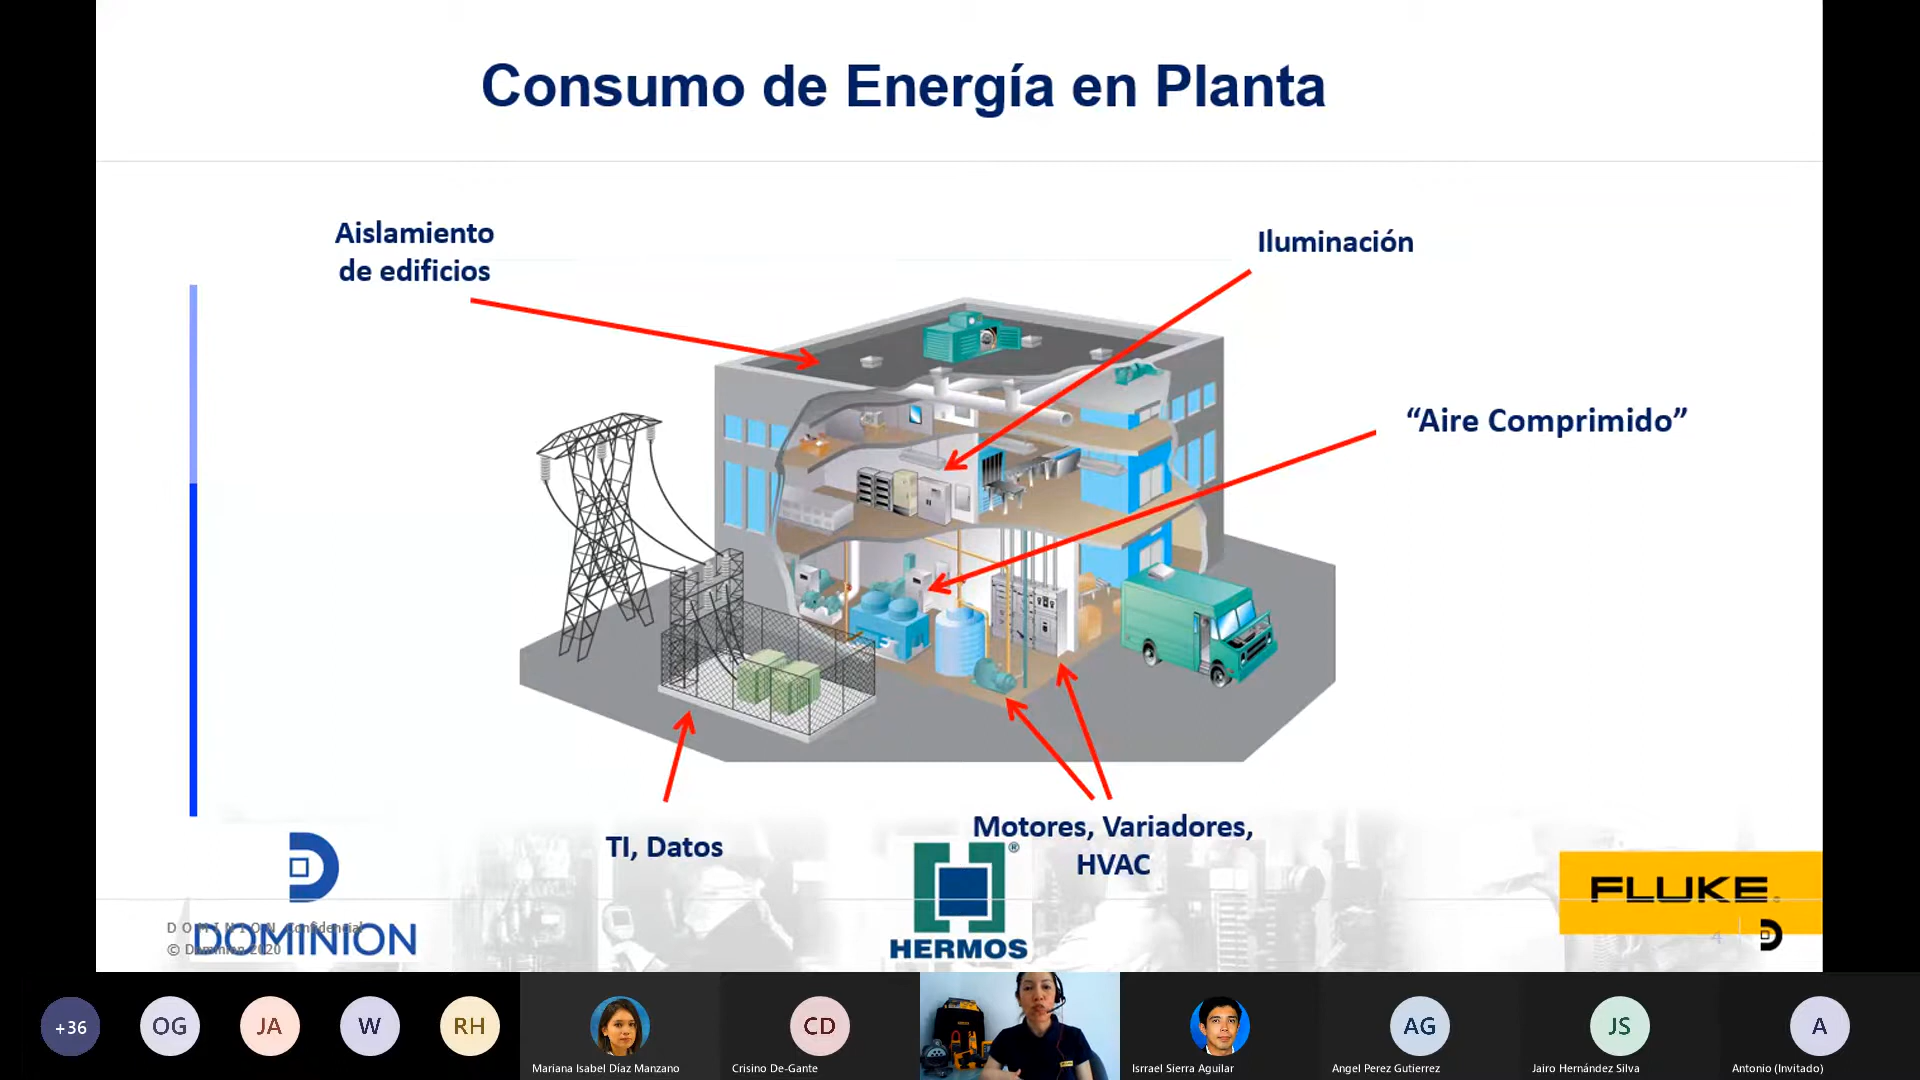 Consumo de Energía en Planta
Aislamiento
de edificios
Iluminación
“Aire Comprimido”
TI, Datos
Motores, Variadores,
HVAC
®
HERMOS
FLUKE®
DOMINION Confidencial
© Dominion 2020
DOMINION
4
+36
OG
JA
W
RH
Mariana Isabel Díaz Manzano
CD
Crisino De-Gante
Isrrael Sierra Aguilar
AG
Angel Perez Gutierrez
JS
Jairo Hernández Silva
A
Antonio (Invitado)